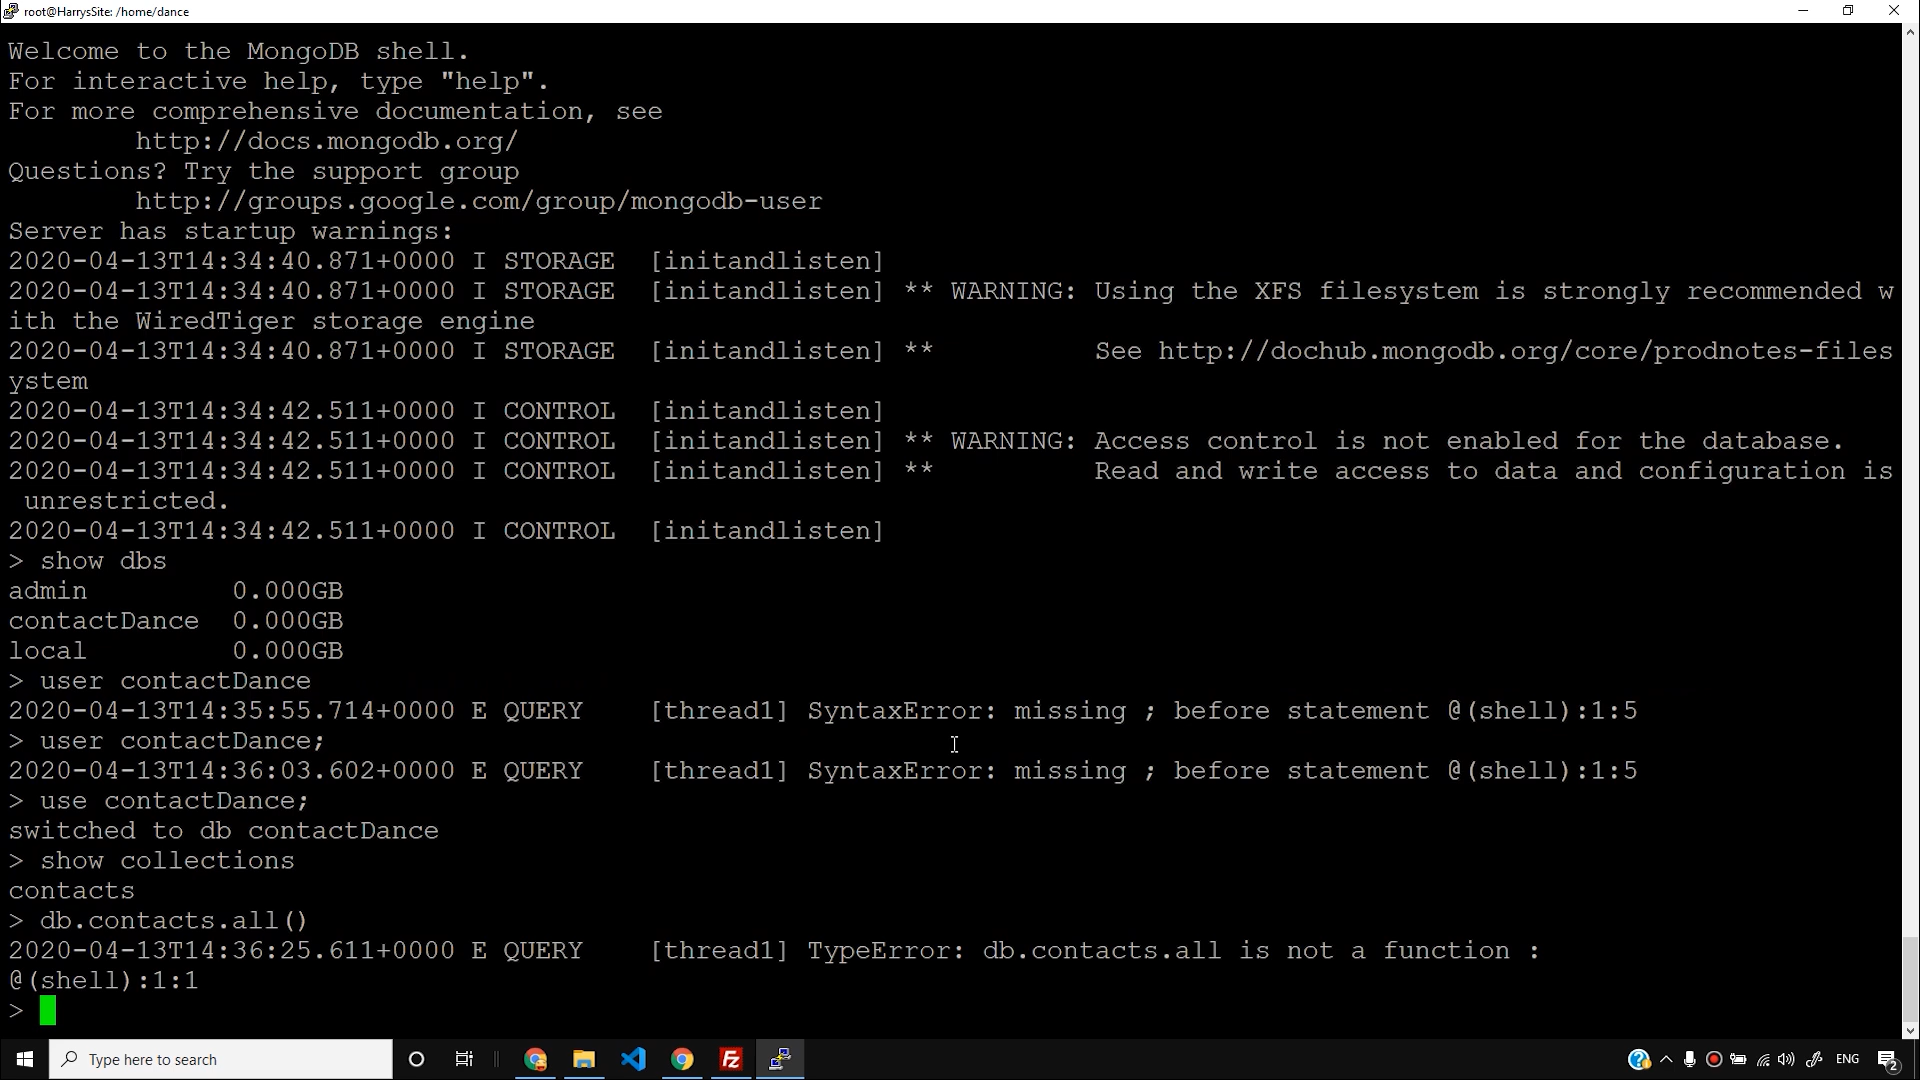 root@HarrysSite: /home/dance
Welcome to the MongoDB shell.
For interactive help, type "help".
For more comprehensive documentation, see
        http://docs.mongodb.org/
Questions? Try the support group
        http://groups.google.com/group/mongodb-user
Server has startup warnings:
2020-04-13T14:34:40.871+0000 I STORAGE  [initandlisten]
2020-04-13T14:34:40.871+0000 I STORAGE  [initandlisten] ** WARNING: Using the XFS filesystem is strongly recommended w
ith the WiredTiger storage engine
2020-04-13T14:34:40.871+0000 I STORAGE  [initandlisten] **          See http://dochub.mongodb.org/core/prodnotes-files
ystem
2020-04-13T14:34:42.511+0000 I CONTROL  [initandlisten]
2020-04-13T14:34:42.511+0000 I CONTROL  [initandlisten] ** WARNING: Access control is not enabled for the database.
2020-04-13T14:34:42.511+0000 I CONTROL  [initandlisten] **          Read and write access to data and configuration is
 unrestricted.
2020-04-13T14:34:42.511+0000 I CONTROL  [initandlisten]
> show dbs
admin         0.000GB
contactDance  0.000GB
local         0.000GB
> user contactDance
2020-04-13T14:35:55.714+0000 E QUERY    [thread1] SyntaxError: missing ; before statement @(shell):1:5
> user contactDance;
2020-04-13T14:36:03.602+0000 E QUERY    [thread1] SyntaxError: missing ; before statement @(shell):1:5
> use contactDance;
switched to db contactDance
> show collections
contacts
> db.contacts.all()
2020-04-13T14:36:25.611+0000 E QUERY    [thread1] TypeError: db.contacts.all is not a function :
@(shell):1:1
>
Type here to search
ENG
2